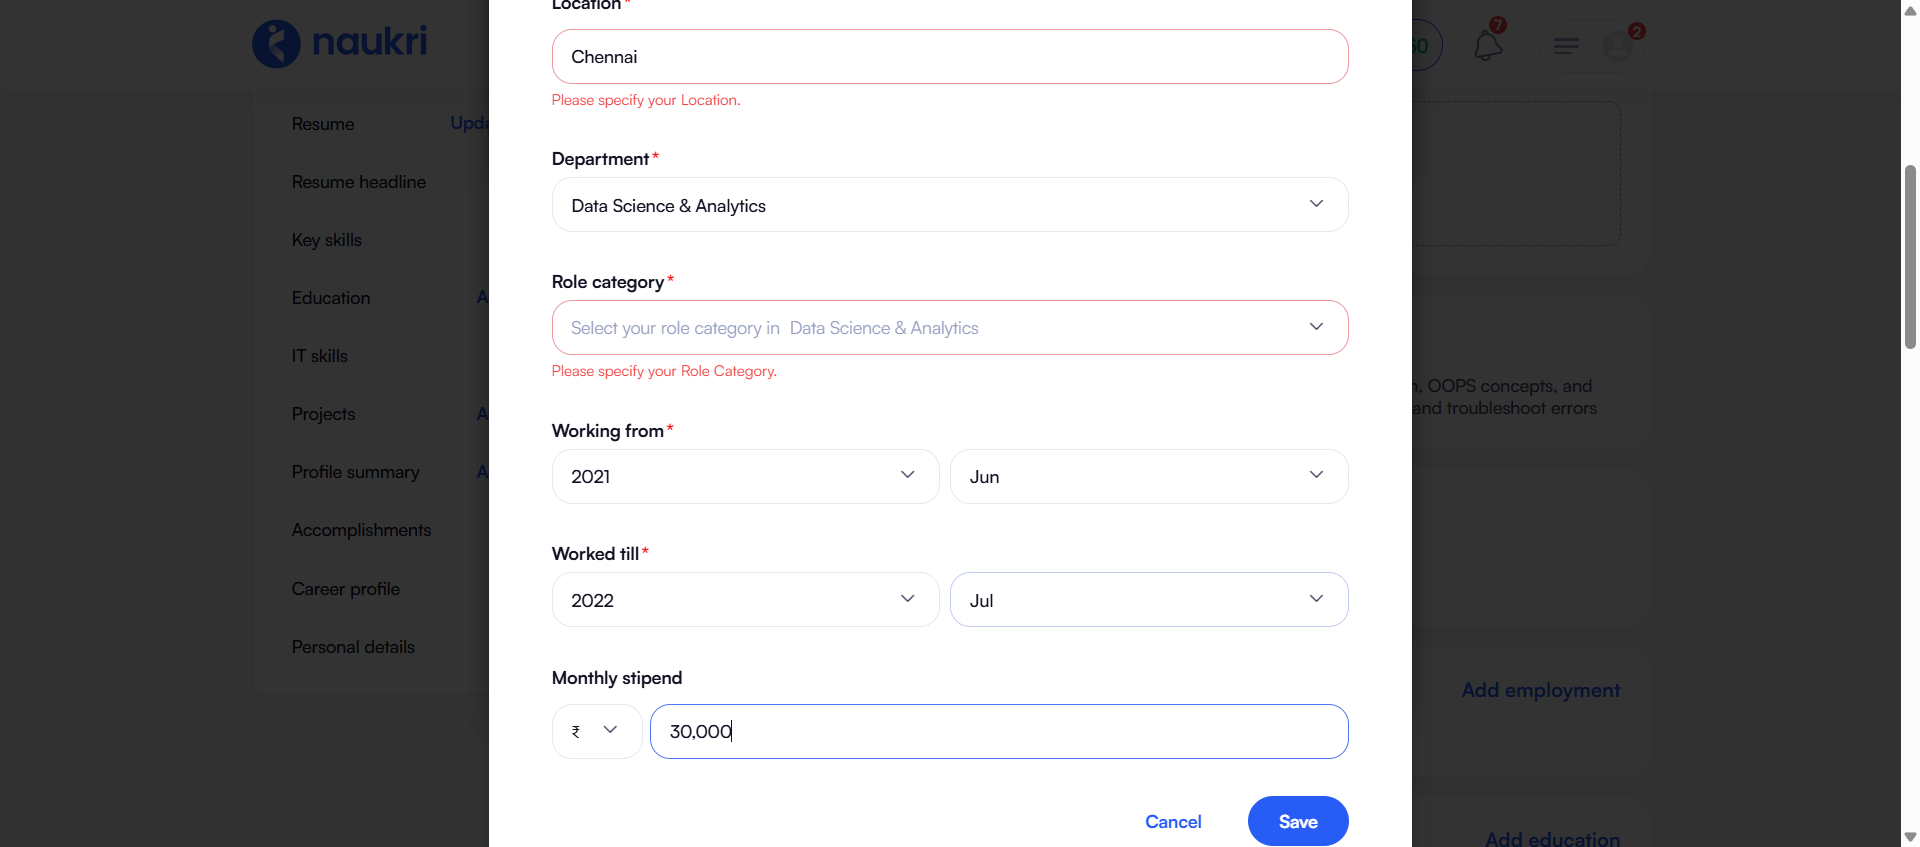 naukri
60
7
2
Resume
Upda
Resume headline
Key skills
Education
A
IT skills
Projects
A
Profile summary
A
Accomplishments
Career profile
Personal details
Location*
Chennai
Please specify your Location.
Department*
Data Science & Analytics
Role category*
Select your role category in Data Science & Analytics
Please specify your Role Category.
Working from*
2021
Jun
Worked till*
2022
Jul
Monthly stipend
₹
30,000
Cancel
Save
n, OOPS concepts, and
and troubleshoot errors
Add employment
Add education